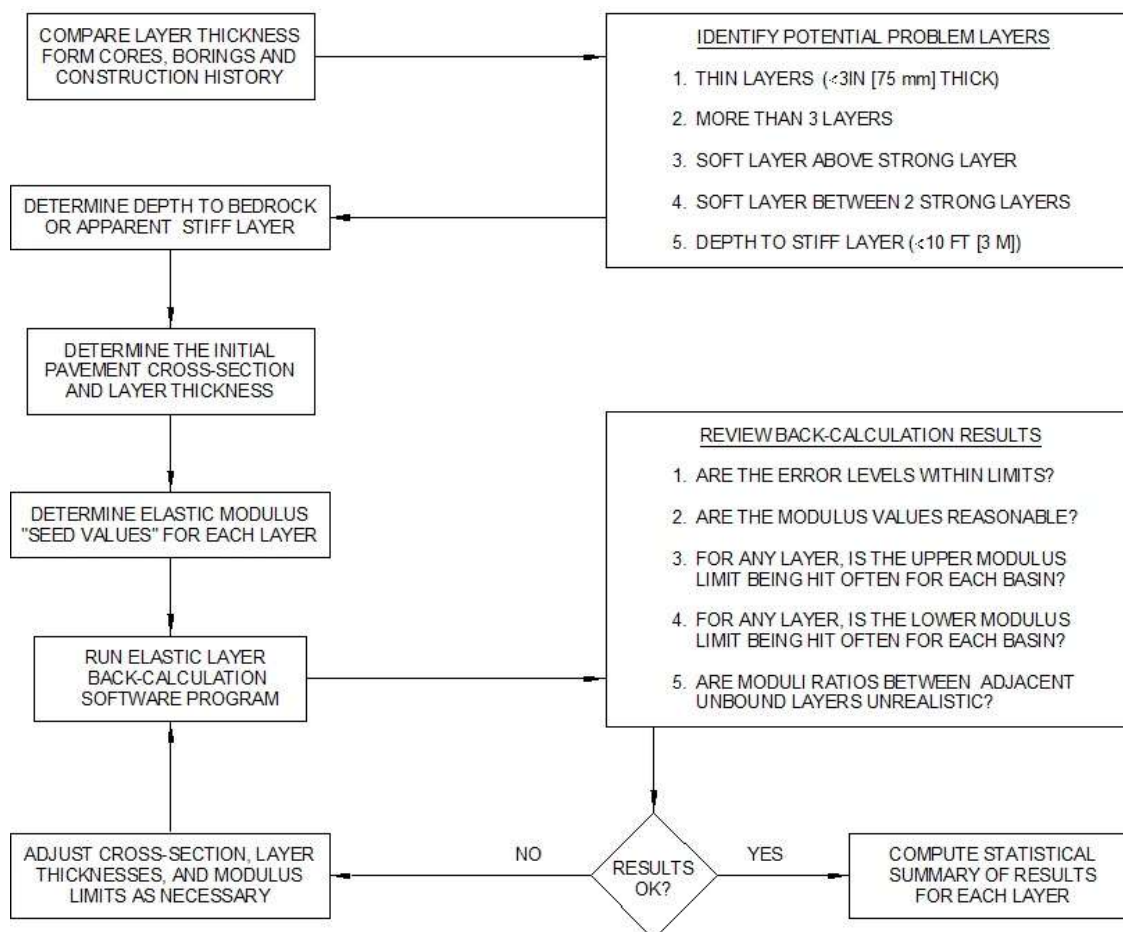 COMPARE LAYER THICKNESS
FORM CORES, BORINGS AND
CONSTRUCTION HISTORY
IDENTIFY POTENTIAL PROBLEM LAYERS
1. THIN LAYERS (<3IN [75 mm] THICK)
2. MORE THAN 3 LAYERS
3. SOFT LAYER ABOVE STRONG LAYER
4. SOFT LAYER BETWEEN 2 STRONG LAYERS
5. DEPTH TO STIFF LAYER (<10 FT [3 M])
DETERMINE DEPTH TO BEDROCK
OR APPARENT STIFF LAYER
DETERMINE THE INITIAL
PAVEMENT CROSS-SECTION
AND LAYER THICKNESS
DETERMINE ELASTIC MODULUS
"SEED VALUES" FOR EACH LAYER
RUN ELASTIC LAYER
BACK-CALCULATION
SOFTWARE PROGRAM
REVIEW BACK-CALCULATION RESULTS
1. ARE THE ERROR LEVELS WITHIN LIMITS?
2. ARE THE MODULUS VALUES REASONABLE?
3. FOR ANY LAYER, IS THE UPPER MODULUS
LIMIT BEING HIT OFTEN FOR EACH BASIN?
4. FOR ANY LAYER, IS THE LOWER MODULUS
LIMIT BEING HIT OFTEN FOR EACH BASIN?
5. ARE MODULI RATIOS BETWEEN ADJACENT
UNBOUND LAYERS UNREALISTIC?
RESULTS
OK?
NO
YES
ADJUST CROSS-SECTION, LAYER
THICKNESSES, AND MODULUS
LIMITS AS NECESSARY
COMPUTE STATISTICAL
SUMMARY OF RESULTS
FOR EACH LAYER